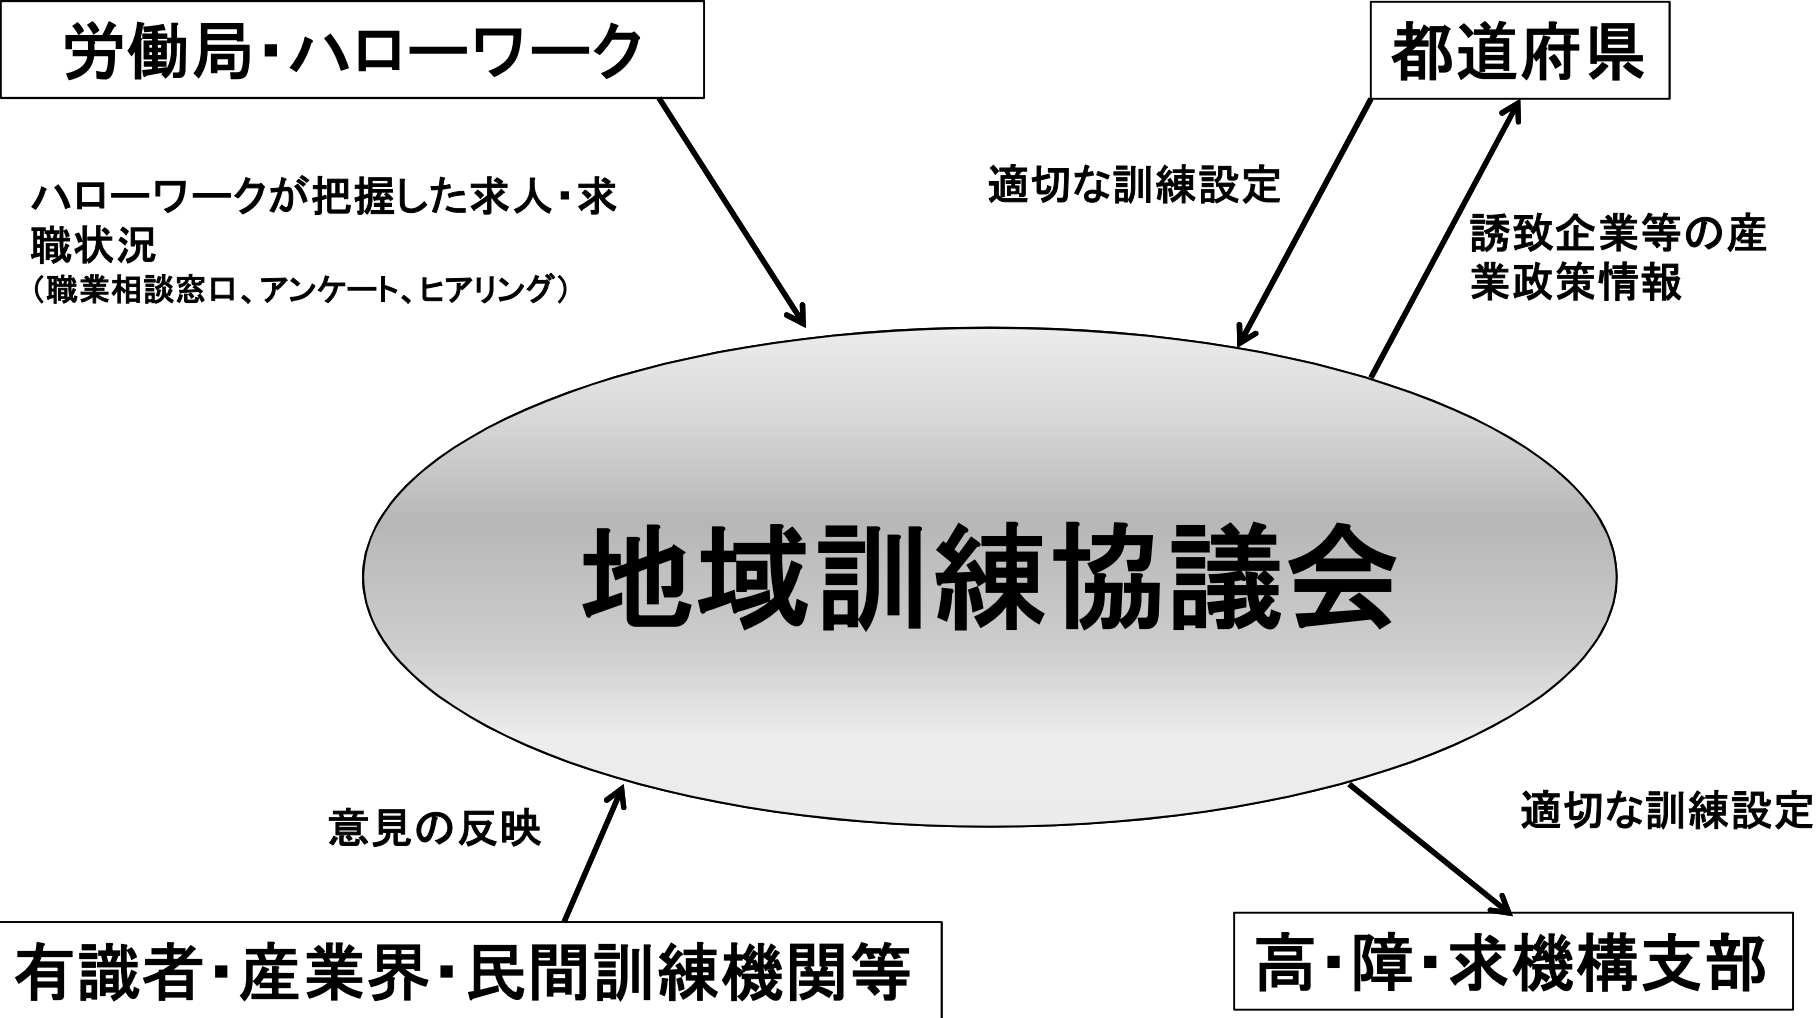 労働局・ハローワーク
都道府県
ハローワークが把握した求人・求
職状況
（職業相談窓口、アンケート、ヒアリング）
適切な訓練設定
誘致企業等の産
業政策情報
地域訓練協議会
意見の反映
適切な訓練設定
有識者・産業界・民間訓練機関等
高・障・求機構支部